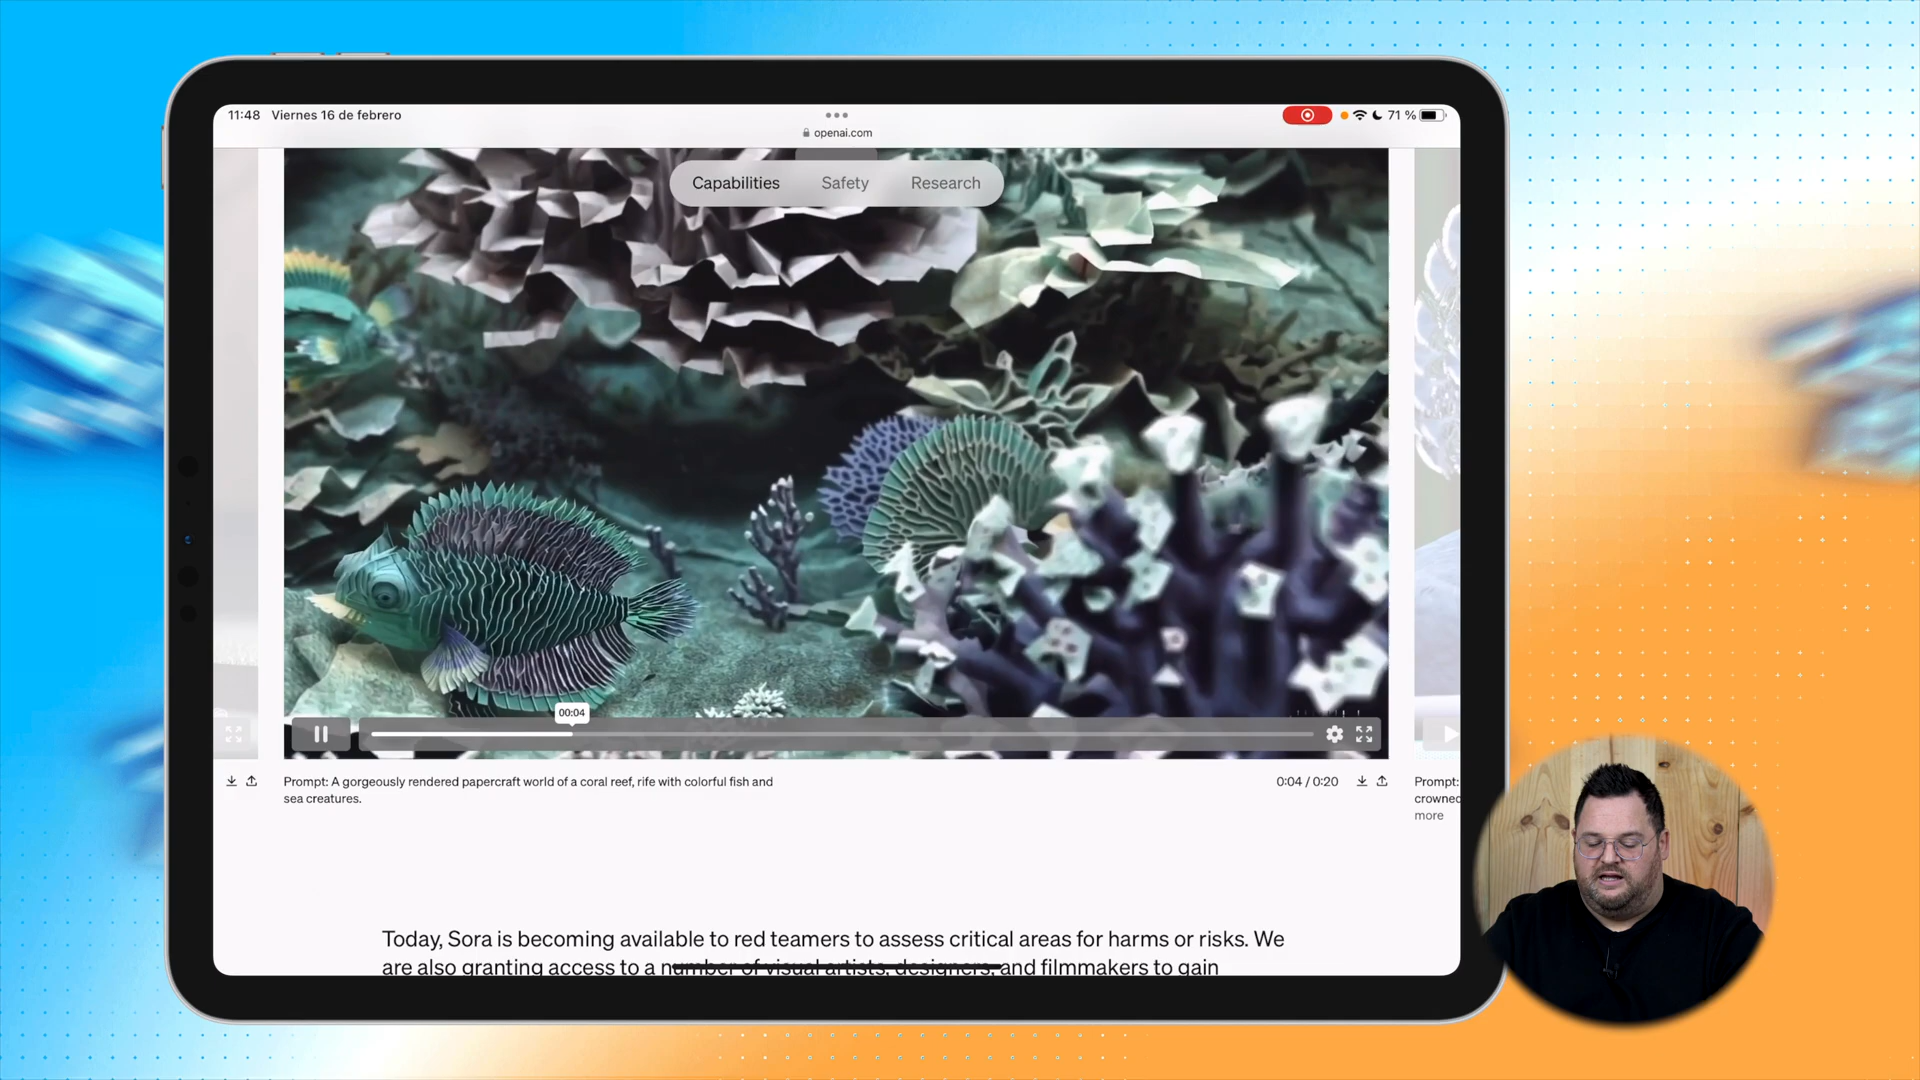 11:48 Viernes 16 de febrero
71 %
openai.com
Capabilities Safety Research
00:04
Prompt: A gorgeously rendered papercraft world of a coral reef, rife with colorful fish and
sea creatures.
0:04 / 0:20
Prompt:
crowned
more
Today, Sora is becoming available to red teamers to assess critical areas for harms or risks. We
are also granting access to a number of visual artists, designers, and filmmakers to gain